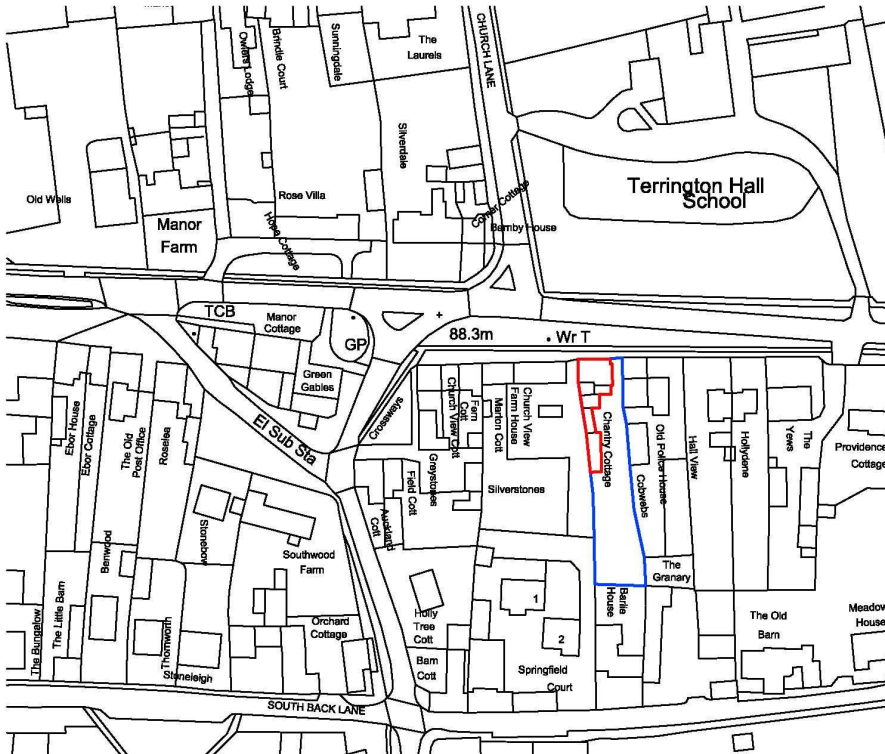 Sunningdale
Brindle Court
Owlers Lodge
The
Laurels
CHURCH LANE
Silverdale
Old Wells
Rose Villa
Manor
Farm
Hope Cottage
Corner Cottage
Barnby House
Terrington Hall
School
TCB
Manor
Cottage
GP
88.3m
Wr T
Green
Gables
El Sub Sta
Crossways
Ebor House
Ebor Cottage
The Old
Post Office
Roselea
Church View Cott
Fern
Cott
Marlon Cott
Church View
Farm House
Chantry Cottage
Old Police House
Hall View
Hollydene
The
Yews
Providence
Cottage
Greystones
Field Cott
Auckland
Cott
Silverstones
Cobwebs
Stonebow
Southwood
Farm
Benwood
The Granary
Barlie
House
The Bungalow
The Little Barn
Thornworth
Stoneleigh
Orchard
Cottage
Holly
Tree
Cott
Barn
Cott
1
2
Springfield
Court
The Old
Barn
Meadow
House
SOUTH BACK LANE